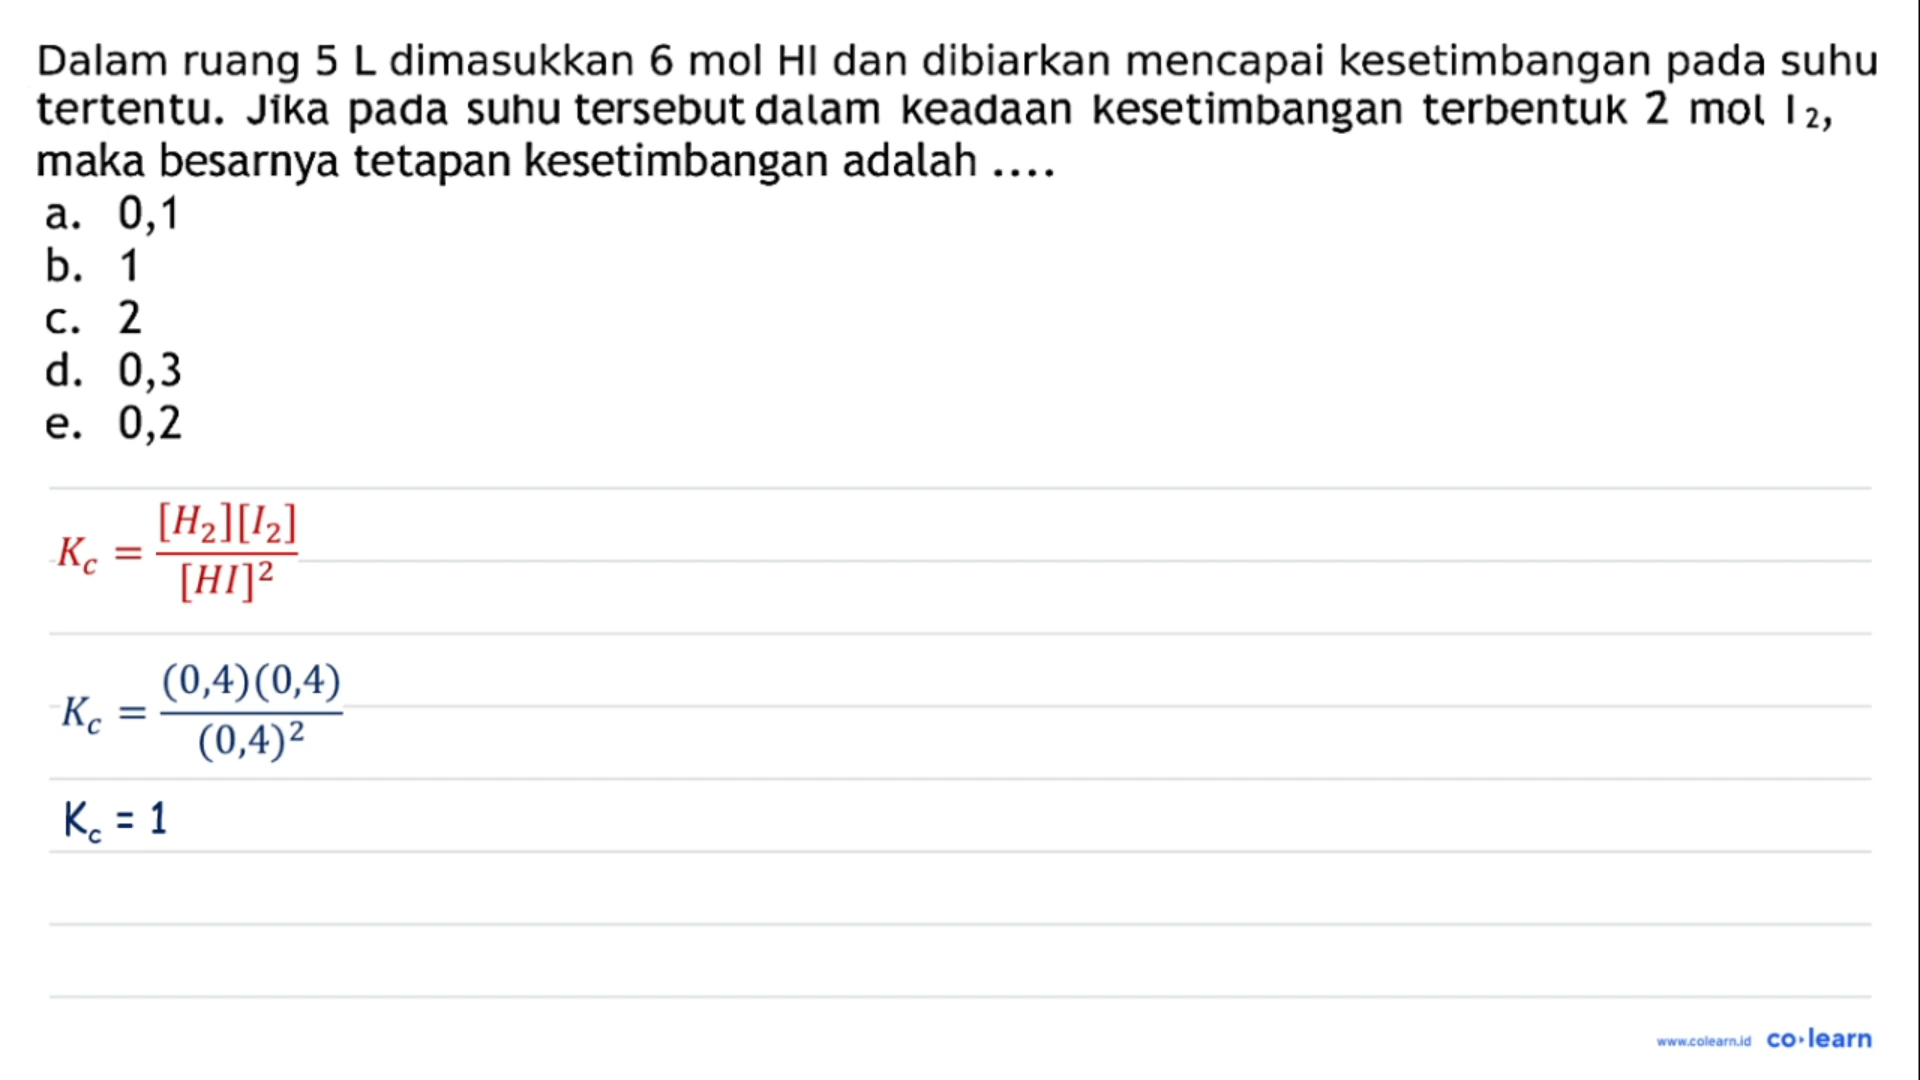 Dalam ruang 5 L dimasukkan 6 mol HI dan dibiarkan mencapai kesetimbangan pada suhu
tertentu. Jika pada suhu tersebut dalam keadaan kesetimbangan terbentuk 2 mol I₂,
maka besarnya tetapan kesetimbangan adalah ....
a. 0,1
b. 1
c. 2
d. 0,3
e. 0,2
K_c = [H₂][I₂] / [HI]²
K_c = (0,4)(0,4) / (0,4)²
K_c = 1
www.colearn.id co·learn